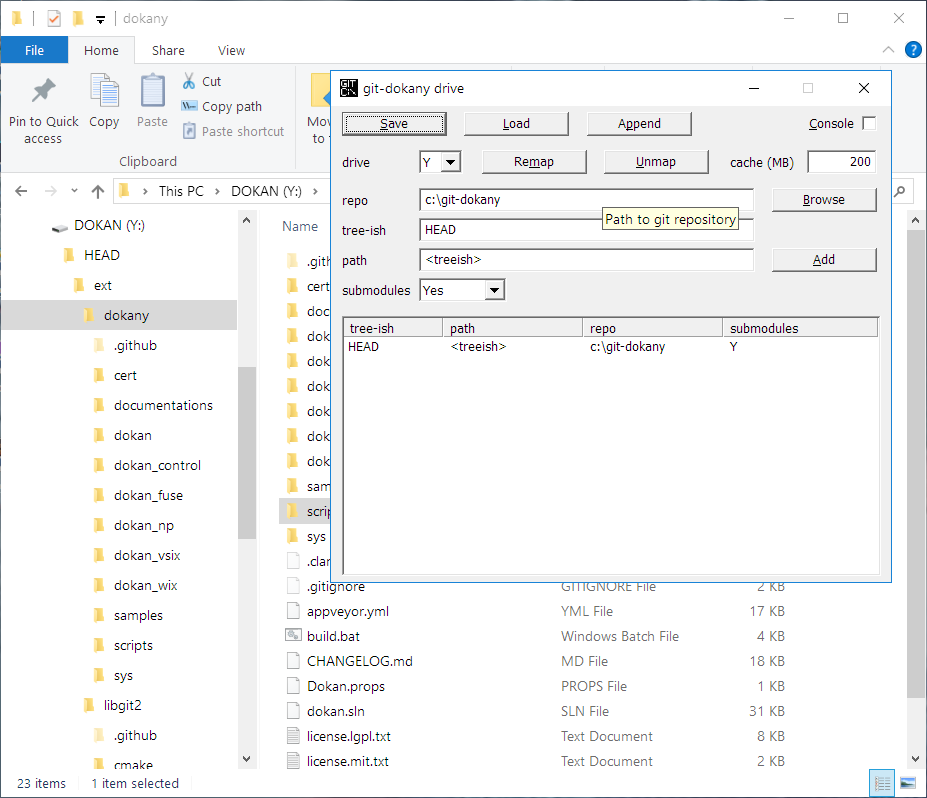 dokany
File Home Share View
Pin to Quick access
Copy
Paste
Cut
Copy path
Paste shortcut
Clipboard
This PC > DOKAN (Y:) >
DOKAN (Y:)
HEAD
ext
dokany
.github
cert
documentations
dokan
dokan_control
dokan_fuse
dokan_np
dokan_vsix
dokan_wix
samples
scripts
sys
libgit2
.github
cmake
23 items 1 item selected
Name
.gith
cert
doc
dok
dok
dok
dok
dok
dok
sam
scrip
sys
.clan
.gitignore GITIGNORE File 2 KB
appveyor.yml YML File 17 KB
build.bat Windows Batch File 4 KB
CHANGELOG.md MD File 18 KB
Dokan.props PROPS File 1 KB
dokan.sln SLN File 31 KB
license.lgpl.txt Text Document 8 KB
license.mit.txt Text Document 2 KB
git-dokany drive
Save Load Append Console
drive Y Remap Unmap cache (MB) 200
repo c:\git-dokany Browse
Path to git repository
tree-ish HEAD
path <treeish> Add
submodules Yes
tree-ish path repo submodules
HEAD <treeish> c:\git-dokany Y